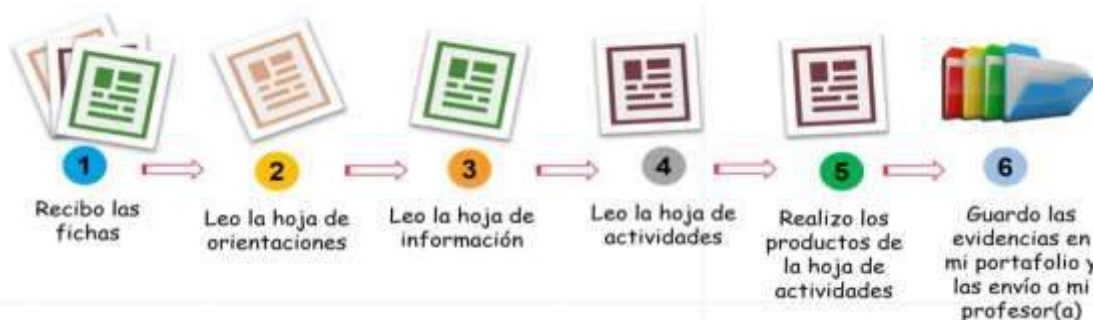 1
Recibo las
fichas
2
Leo la hoja de
orientaciones
3
Leo la hoja de
información
4
Leo la hoja de
actividades
5
Realizo los
productos de
la hoja de
actividades
6
Guardo las
evidencias en
mi portafolio y
las envío a mi
profesor(a)